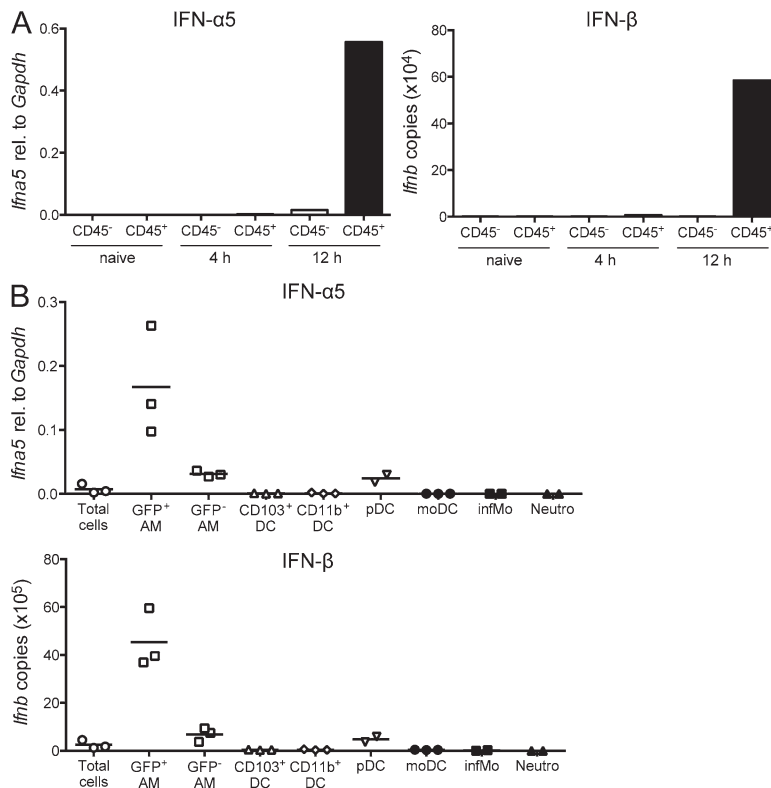 A
IFN-α5
IFN-β
Ifna5 rel. to Gapdh
0.6
0.4
0.2
0.0
CD45⁻ CD45⁺ CD45⁻ CD45⁺ CD45⁻ CD45⁺
naive 4 h 12 h
Ifnb copies (x10⁴)
80
60
40
20
0
CD45⁻ CD45⁺ CD45⁻ CD45⁺ CD45⁻ CD45⁺
naive 4 h 12 h
B
IFN-α5
Ifna5 rel. to Gapdh
0.3
0.2
0.1
0.0
Total GFP⁺ GFP⁻ CD103⁺ CD11b⁺ pDC moDC infMo Neutro
cells AM AM DC DC
IFN-β
Ifnb copies (x10⁵)
80
60
40
20
0
Total GFP⁺ GFP⁻ CD103⁺ CD11b⁺ pDC moDC infMo Neutro
cells AM AM DC DC